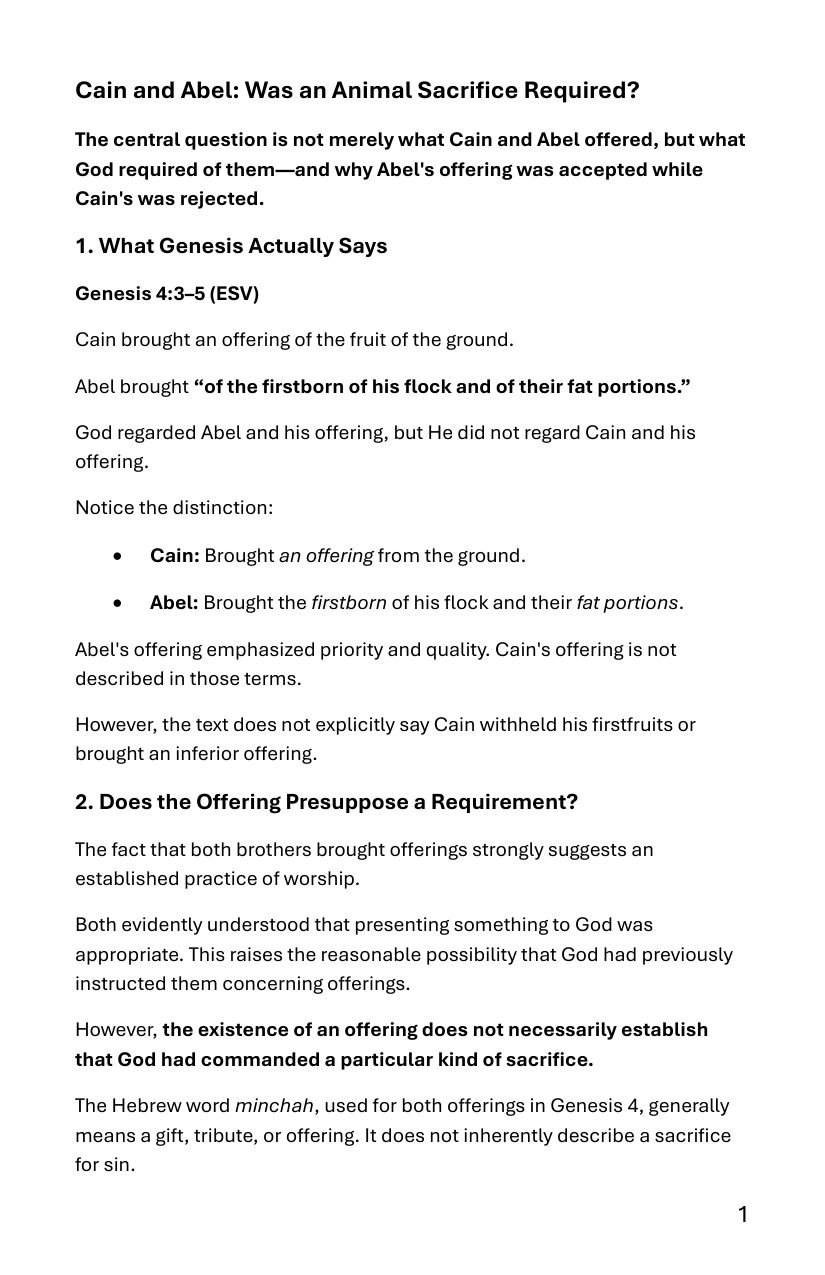 Cain and Abel: Was an Animal Sacrifice Required?
The central question is not merely what Cain and Abel offered, but what
God required of them—and why Abel's offering was accepted while
Cain's was rejected.
1. What Genesis Actually Says
Genesis 4:3–5 (ESV)
Cain brought an offering of the fruit of the ground.
Abel brought “of the firstborn of his flock and of their fat portions.”
God regarded Abel and his offering, but He did not regard Cain and his
offering.
Notice the distinction:
• Cain: Brought an offering from the ground.
• Abel: Brought the firstborn of his flock and their fat portions.
Abel's offering emphasized priority and quality. Cain's offering is not
described in those terms.
However, the text does not explicitly say Cain withheld his firstfruits or
brought an inferior offering.
2. Does the Offering Presuppose a Requirement?
The fact that both brothers brought offerings strongly suggests an
established practice of worship.
Both evidently understood that presenting something to God was
appropriate. This raises the reasonable possibility that God had previously
instructed them concerning offerings.
However, the existence of an offering does not necessarily establish
that God had commanded a particular kind of sacrifice.
The Hebrew word minchah, used for both offerings in Genesis 4, generally
means a gift, tribute, or offering. It does not inherently describe a sacrifice
for sin.
1